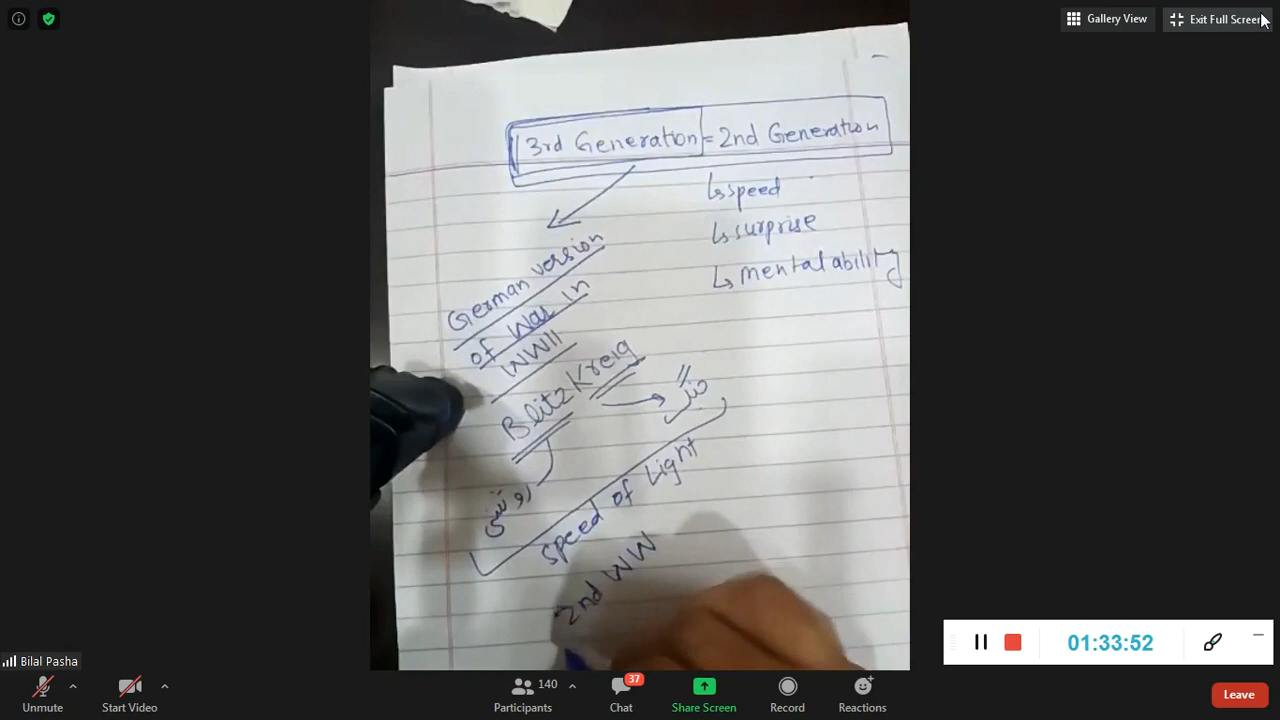 Gallery View
Exit Full Screen
3rd Generation = 2nd Generation
speed
surprise
mental ability
German version
of War in
WWII
BlitzKreig
جنگ
روشنی
speed of Light
2nd WW
01:33:52
Bilal Pasha
140
37
Unmute
Start Video
Participants
Chat
Share Screen
Record
Reactions
Leave